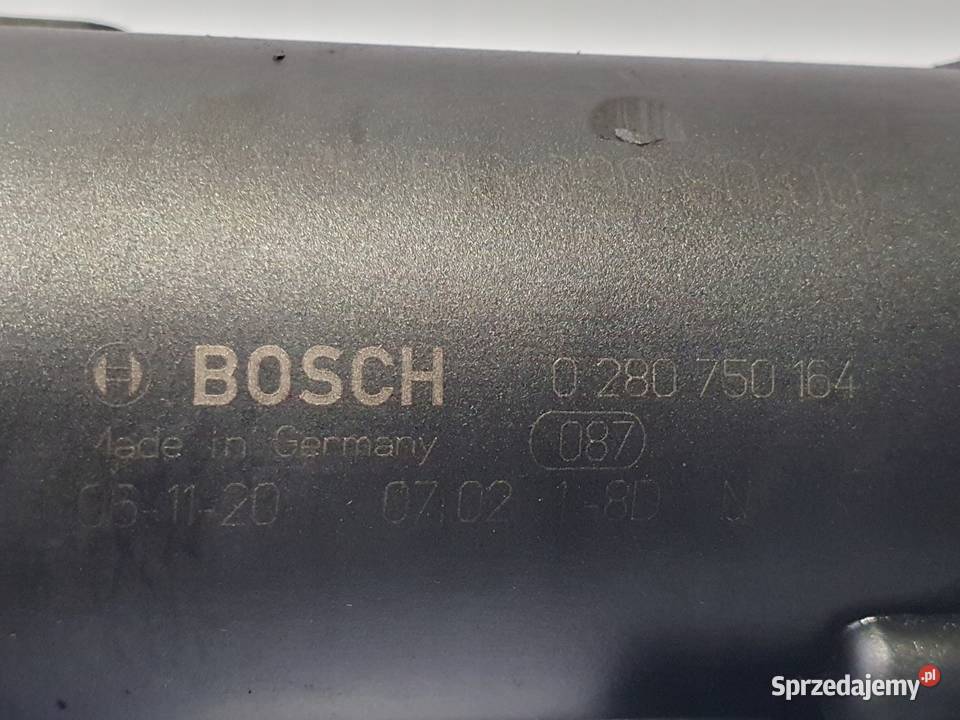 BOSCH 0 280 750 164
Made in Germany 087
06-11-20 07:02 1-8D N
Sprzedajemy.pl